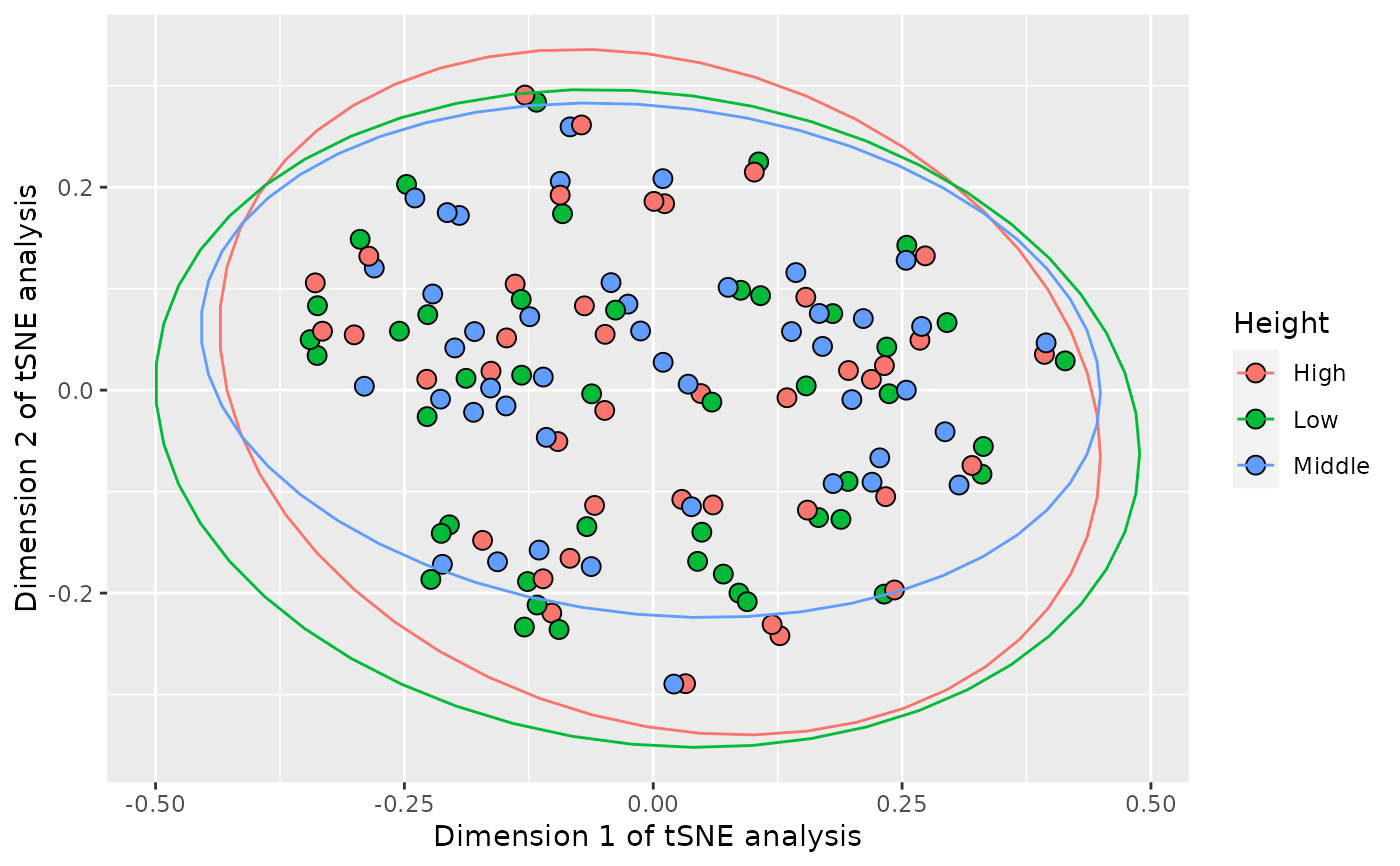 Dimension 2 of tSNE analysis
0.2
0.0
-0.2
-0.50
-0.25
0.00
0.25
0.50
Dimension 1 of tSNE analysis
Height
High
Low
Middle